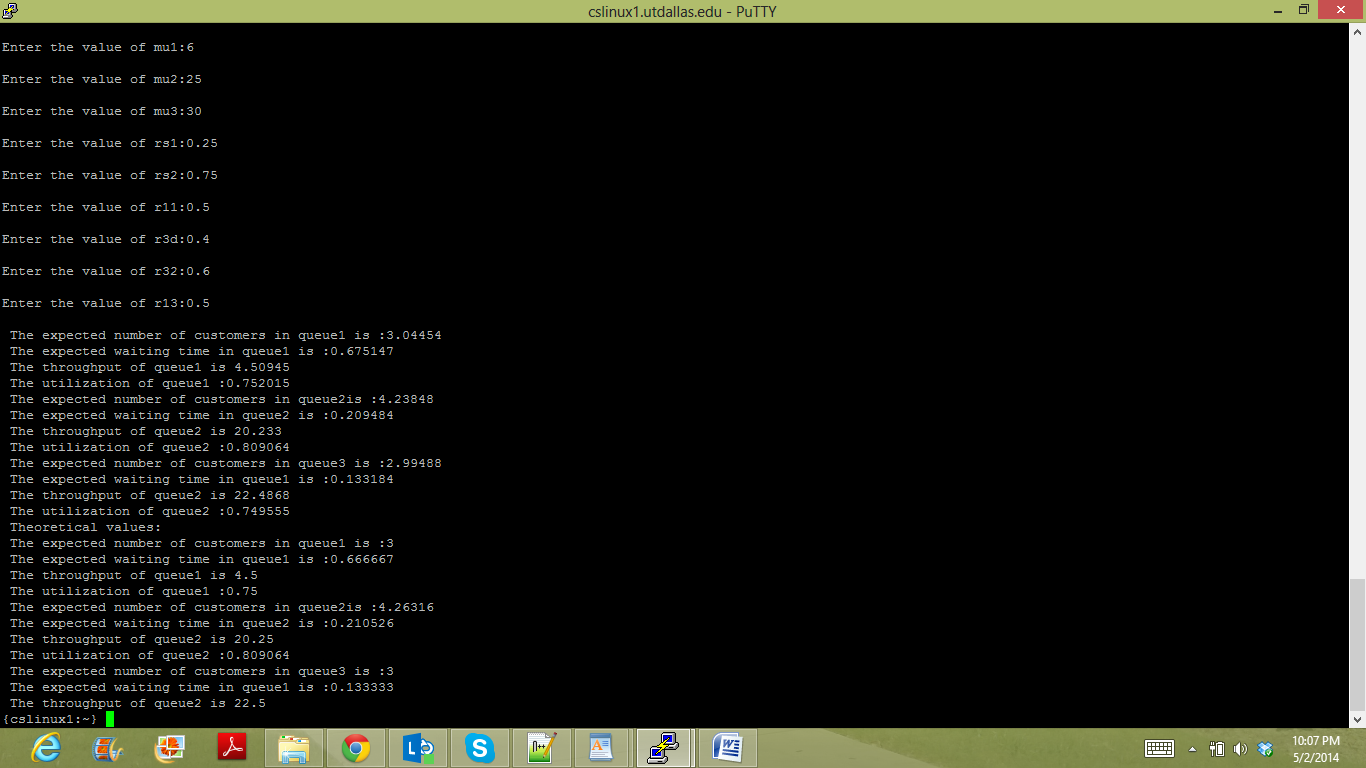 cslinux1.utdallas.edu - PuTTY
Enter the value of mu1:6
Enter the value of mu2:25
Enter the value of mu3:30
Enter the value of rs1:0.25
Enter the value of rs2:0.75
Enter the value of r11:0.5
Enter the value of r3d:0.4
Enter the value of r32:0.6
Enter the value of r13:0.5
The expected number of customers in queue1 is :3.04454
The expected waiting time in queue1 is :0.675147
The throughput of queue1 is 4.50945
The utilization of queue1 :0.752015
The expected number of customers in queue2is :4.23848
The expected waiting time in queue2 is :0.209484
The throughput of queue2 is 20.233
The utilization of queue2 :0.809064
The expected number of customers in queue3 is :2.99488
The expected waiting time in queue1 is :0.133184
The throughput of queue2 is 22.4868
The utilization of queue2 :0.749555
Theoretical values:
The expected number of customers in queue1 is :3
The expected waiting time in queue1 is :0.666667
The throughput of queue1 is 4.5
The utilization of queue1 :0.75
The expected number of customers in queue2is :4.26316
The expected waiting time in queue2 is :0.210526
The throughput of queue2 is 20.25
The utilization of queue2 :0.809064
The expected number of customers in queue3 is :3
The expected waiting time in queue1 is :0.133333
The throughput of queue2 is 22.5
{cslinux1:~}
10:07 PM
5/2/2014